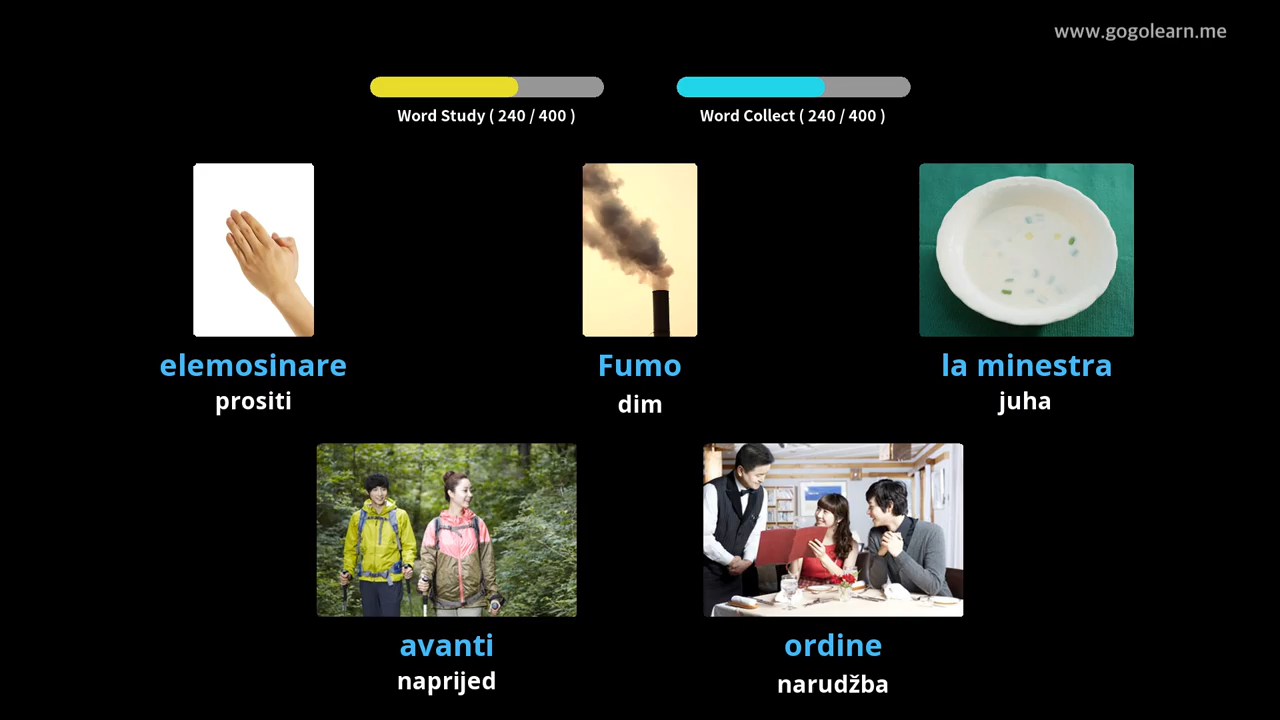 www.gogolearn.me
Word Study ( 240 / 400 )
Word Collect ( 240 / 400 )
elemosinare
prositi
Fumo
dim
la minestra
juha
avanti
naprijed
ordine
narudžba